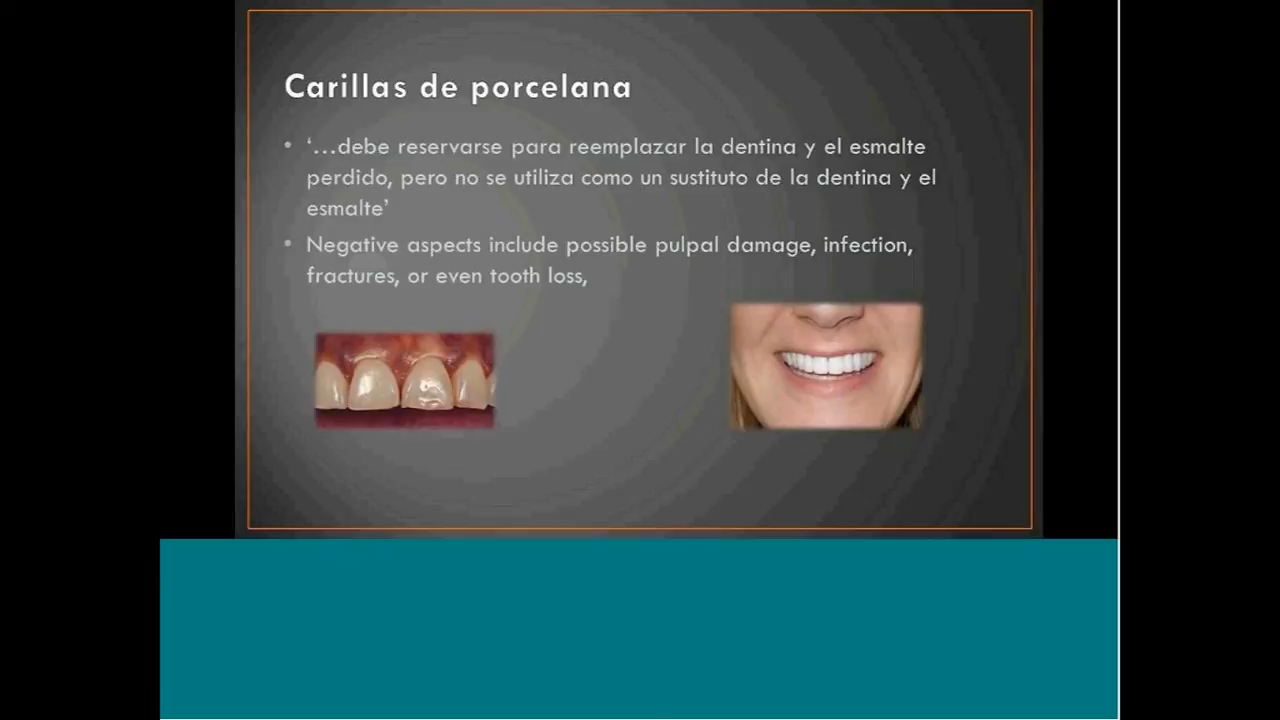 Carillas de porcelana
• ‘…debe reservarse para reemplazar la dentina y el esmalte
perdido, pero no se utiliza como un sustituto de la dentina y el
esmalte’
• Negative aspects include possible pulpal damage, infection,
fractures, or even tooth loss,